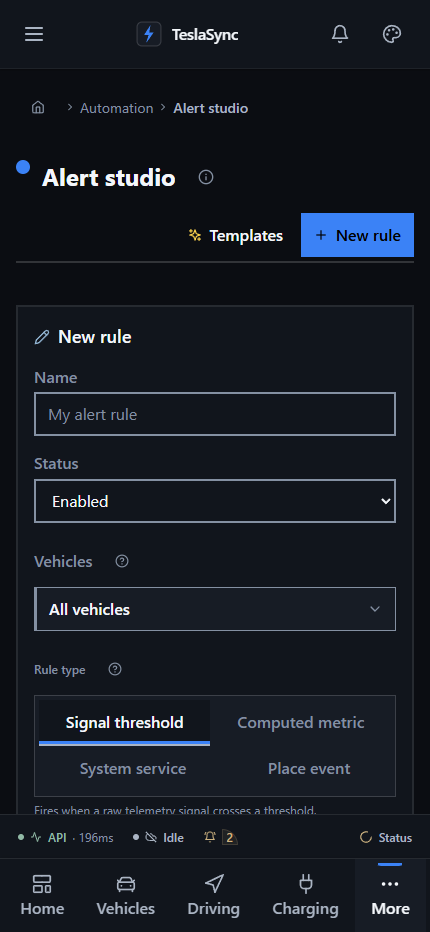 TeslaSync
Automation Alert studio
Alert studio
Templates + New rule
New rule
Name
My alert rule
Status
Enabled
Vehicles
All vehicles
Rule type
Signal threshold Computed metric
System service Place event
Fires when a raw telemetry signal crosses a threshold.
API · 196ms Idle 2 Status
Home Vehicles Driving Charging More